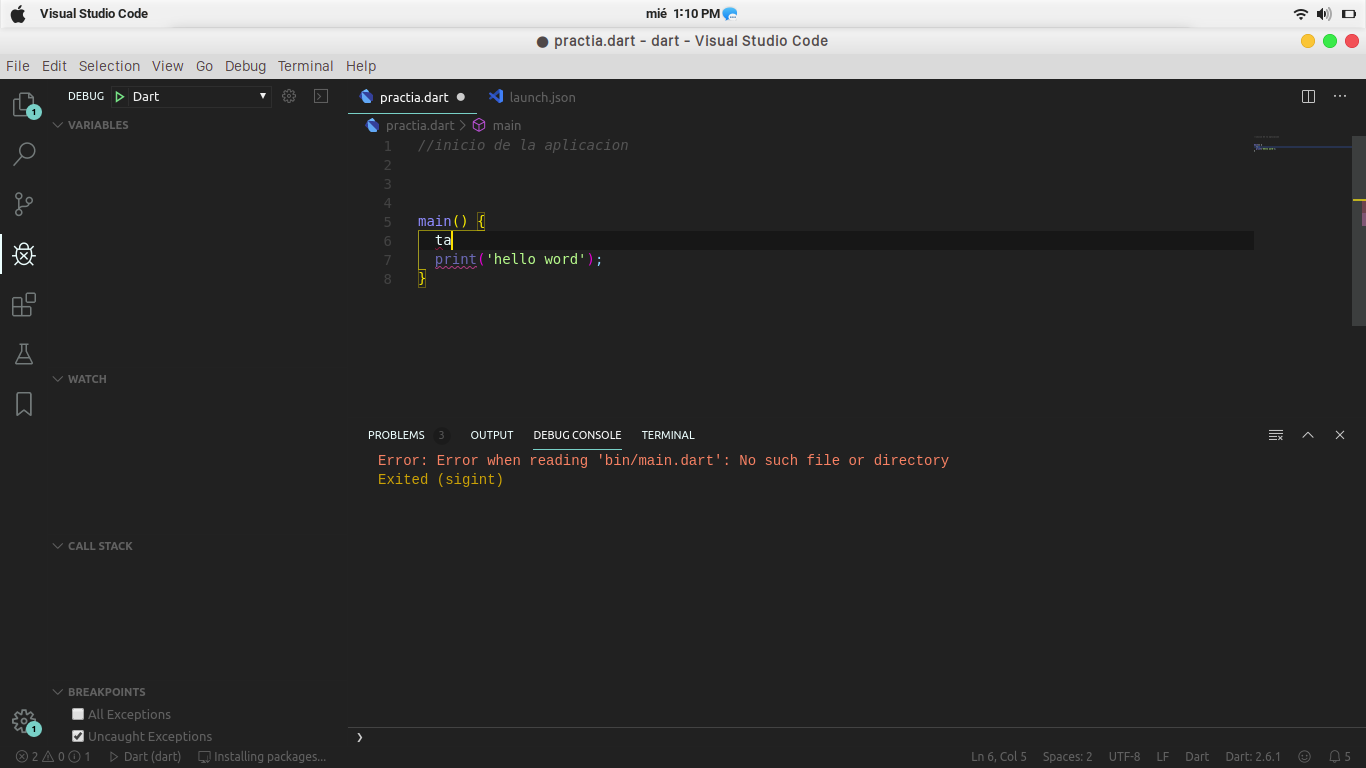 Visual Studio Code
mié 1:10 PM
practia.dart - dart - Visual Studio Code
File Edit Selection View Go Debug Terminal Help
1
DEBUG Dart
practia.dart
launch.json
VARIABLES
practia.dart > main
1 //inicio de la aplicacion
2
3
4
5 main() {
6 ta
7 print('hello word');
8 }
WATCH
PROBLEMS 3 OUTPUT DEBUG CONSOLE TERMINAL
Error: Error when reading 'bin/main.dart': No such file or directory
Exited (sigint)
CALL STACK
BREAKPOINTS
All Exceptions
1
Uncaught Exceptions
2 0 1 Dart (dart) Installing packages... Ln 6, Col 5 Spaces: 2 UTF-8 LF Dart Dart: 2.6.1 5